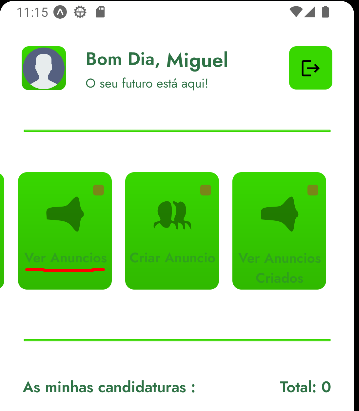 11:15
Bom Dia, Miguel
O seu futuro está aqui!
Ver Anuncios
Criar Anuncio
Ver Anuncios
Criados
As minhas candidaturas :
Total: 0